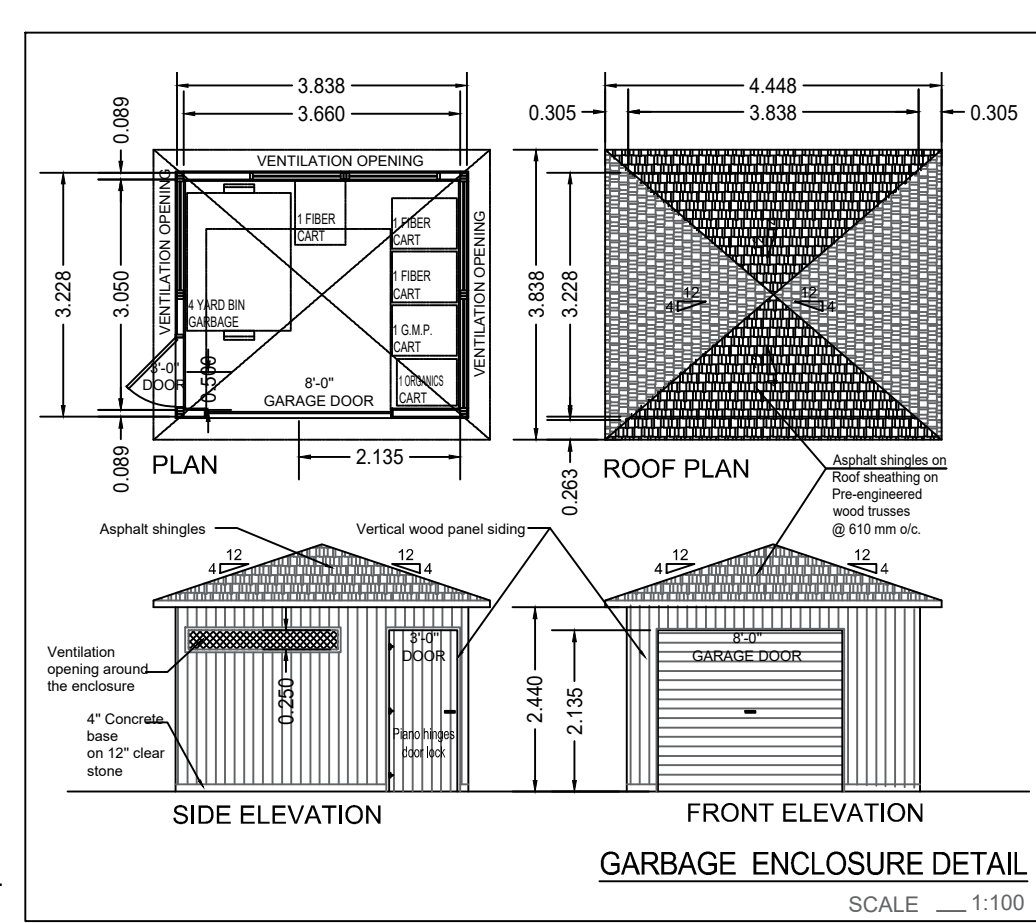 3.838
3.660
0.089
VENTILATION OPENING
VENTILATION OPENING
VENTILATION OPENING
3.228
3.050
1 FIBER
CART
1 FIBER
CART
1 FIBER
CART
4 YARD BIN
GARBAGE
1 G.M.P.
CART
1 ORGANICS
CART
3'-0"
DOOR
0.500
8'-0"
GARAGE DOOR
0.089
2.135
PLAN
4.448
0.305
3.838
0.305
3.838
3.228
12
4
12
4
0.263
ROOF PLAN
Asphalt shingles on
Roof sheathing on
Pre-engineered
wood trusses
@ 610 mm o/c.
Asphalt shingles
Vertical wood panel siding
12
4
12
4
Ventilation
opening around
the enclosure
0.250
3'-0"
DOOR
Piano hinges
door lock
4" Concrete
base
on 12" clear
stone
SIDE ELEVATION
12
4
12
4
2.440
2.135
8'-0"
GARAGE DOOR
FRONT ELEVATION
GARBAGE ENCLOSURE DETAIL
SCALE 1:100